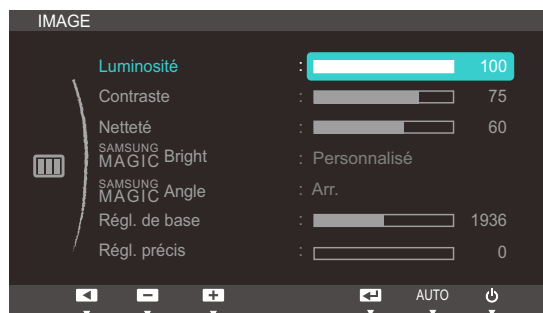 IMAGE
Luminosité : 100
Contraste : 75
Netteté : 60
SAMSUNG MAGIC Bright : Personnalisé
SAMSUNG MAGIC Angle : Arr.
Régl. de base : 1936
Régl. précis : 0
AUTO